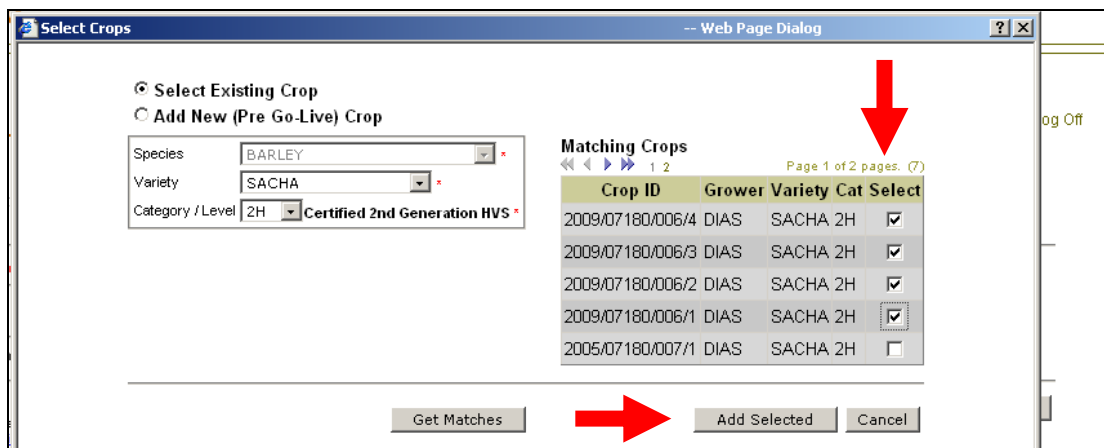 Select Crops -- Web Page Dialog ? X
Select Existing Crop
Add New (Pre Go-Live) Crop
og Off
Species BARLEY *
Variety SACHA *
Category / Level 2H Certified 2nd Generation HVS *
Matching Crops
1 2 Page 1 of 2 pages. (7)
Crop ID Grower Variety Cat Select
2009/07180/006/4 DIAS SACHA 2H
2009/07180/006/3 DIAS SACHA 2H
2009/07180/006/2 DIAS SACHA 2H
2009/07180/006/1 DIAS SACHA 2H
2005/07180/007/1 DIAS SACHA 2H
Get Matches Add Selected Cancel